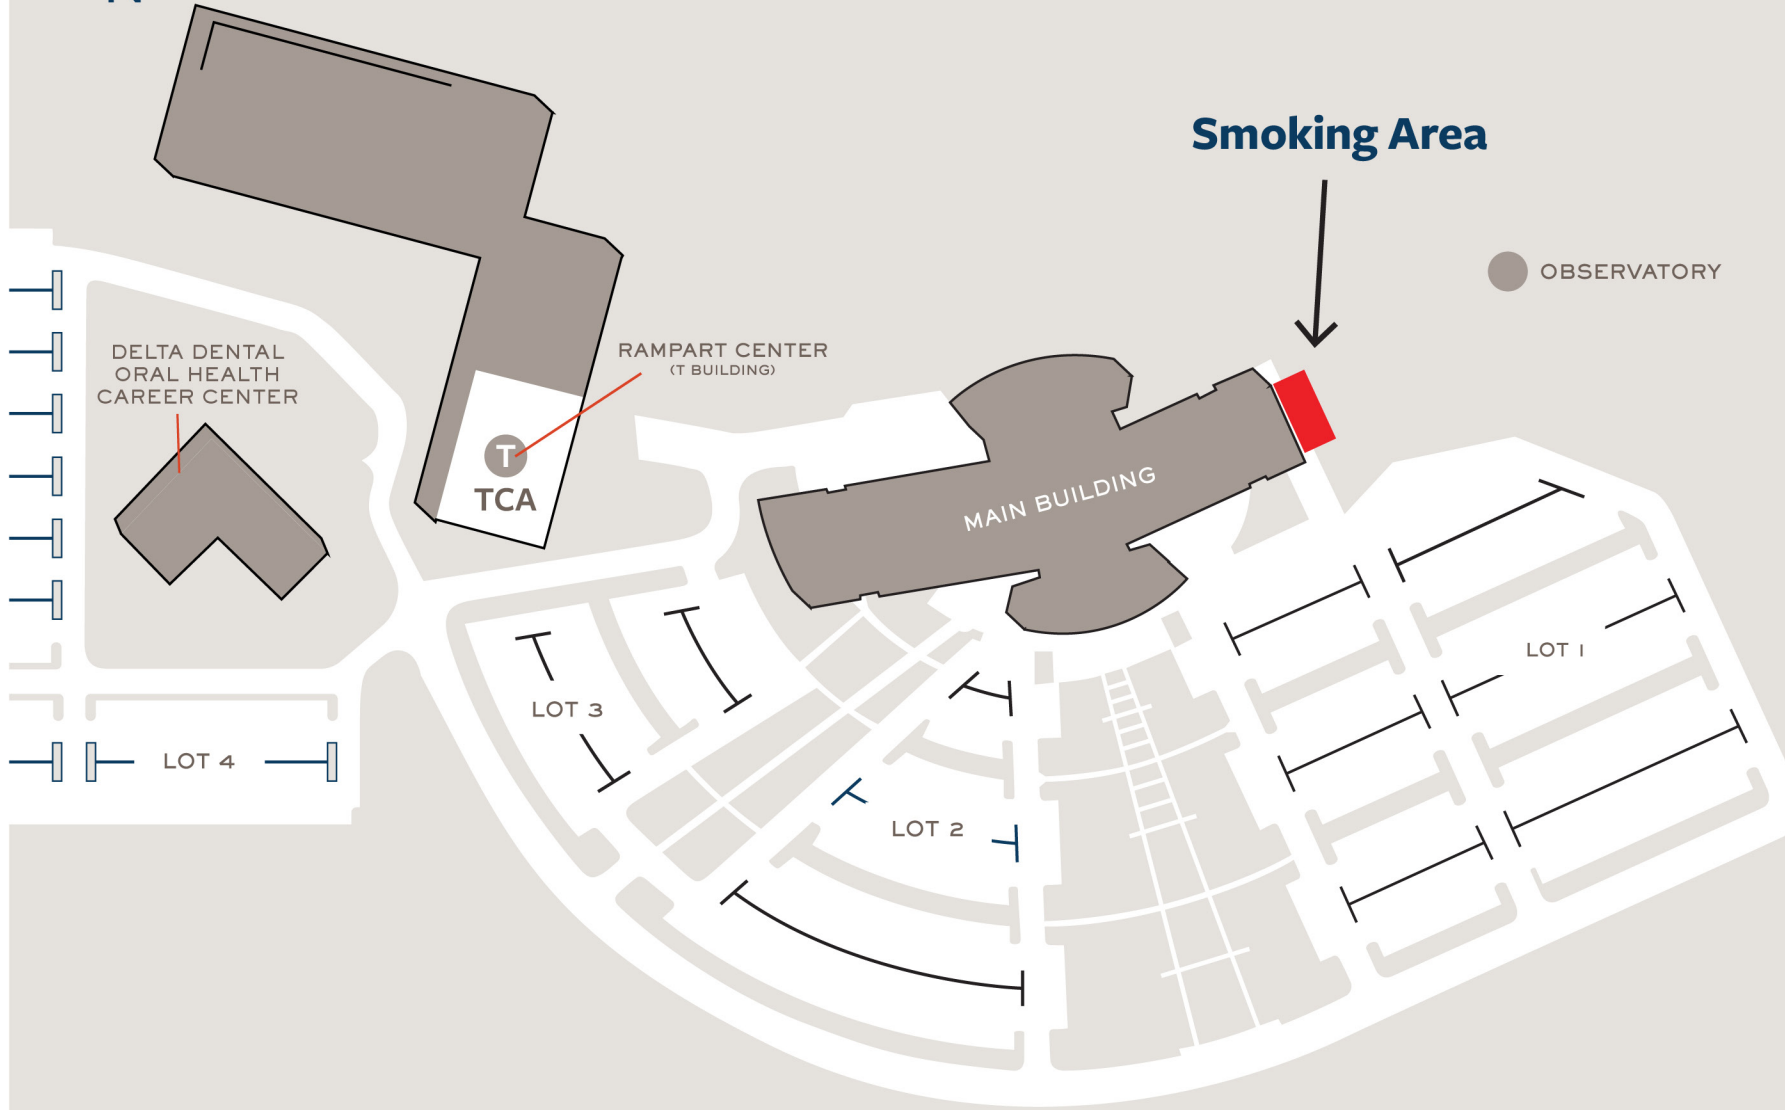 Smoking Area
OBSERVATORY
DELTA DENTAL
ORAL HEALTH
CAREER CENTER
RAMPART CENTER
(T BUILDING)
T
TCA
MAIN BUILDING
LOT 1
LOT 3
LOT 4
LOT 2